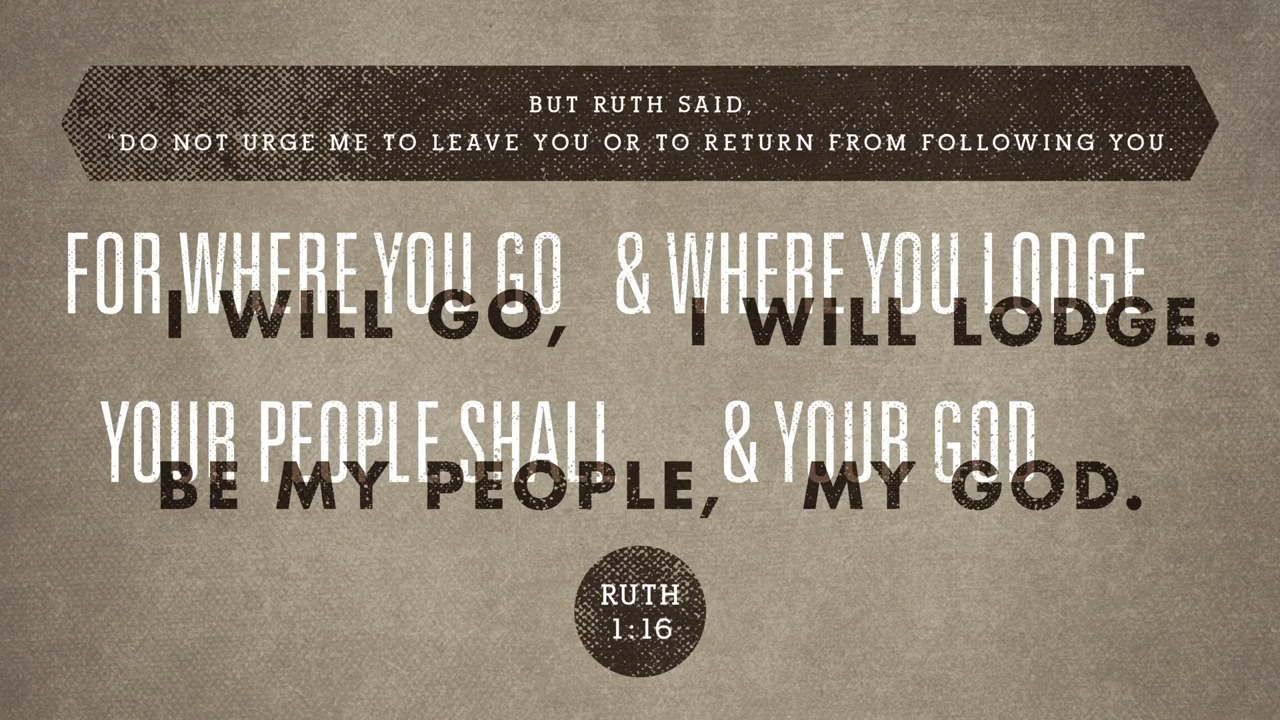 BUT RUTH SAID,
“DO NOT URGE ME TO LEAVE YOU OR TO RETURN FROM FOLLOWING YOU.
FOR WHERE YOU GO
I WILL GO,
& WHERE YOU LODGE
I WILL LODGE.
YOUR PEOPLE SHALL
BE MY PEOPLE,
& YOUR GOD
MY GOD.
RUTH
1:16